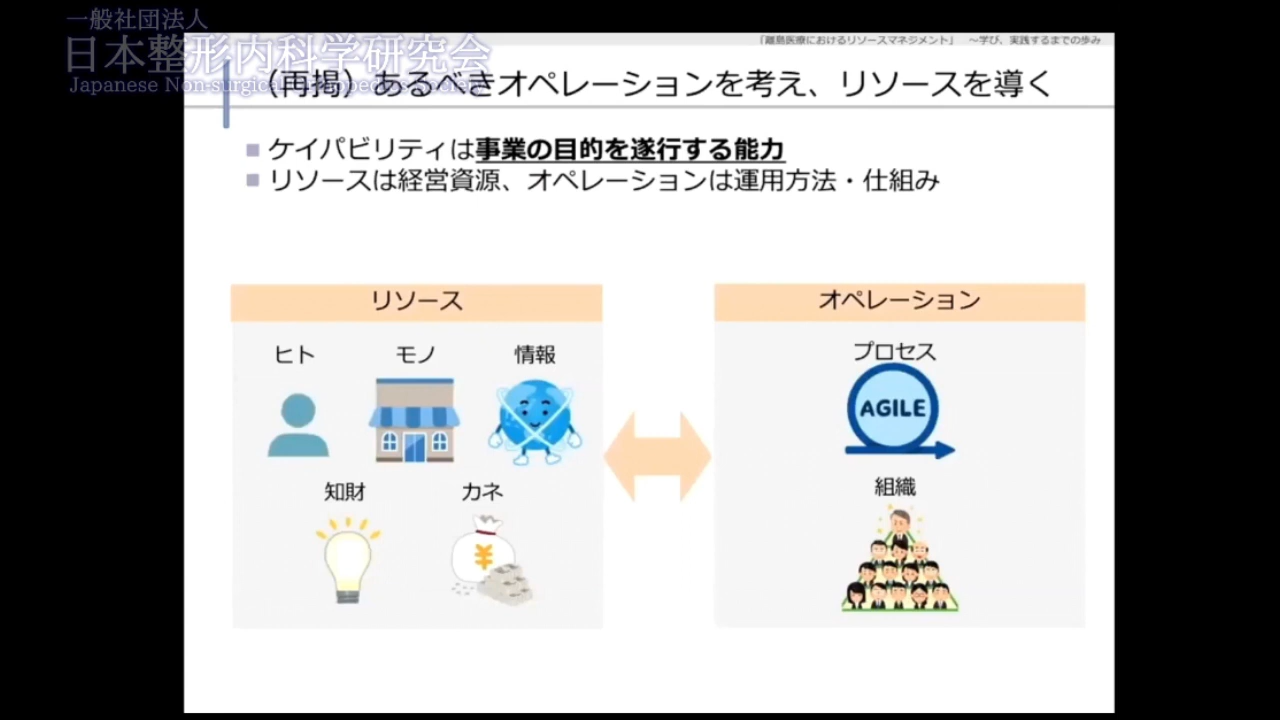 一般社団法人
日本整形内科学研究会
Japanese Non-surgical Orthopedics Society
「離島医療におけるリソースマネジメント」 〜学び、実践するまでの歩み
(再掲)あるべきオペレーションを考え、リソースを導く
ケイパビリティは事業の目的を遂行する能力
リソースは経営資源、オペレーションは運用方法・仕組み
リソース
ヒト モノ 情報
知財 カネ
オペレーション
プロセス
AGILE
組織